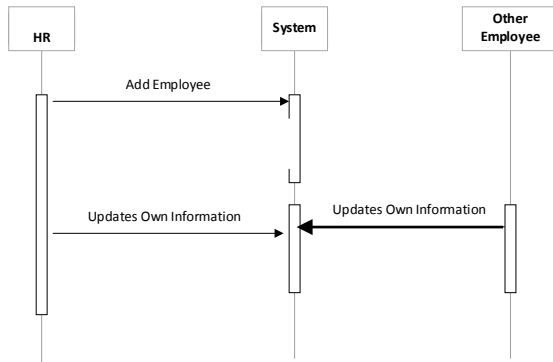 HR
System
Other
Employee
Add Employee
Updates Own Information
Updates Own Information